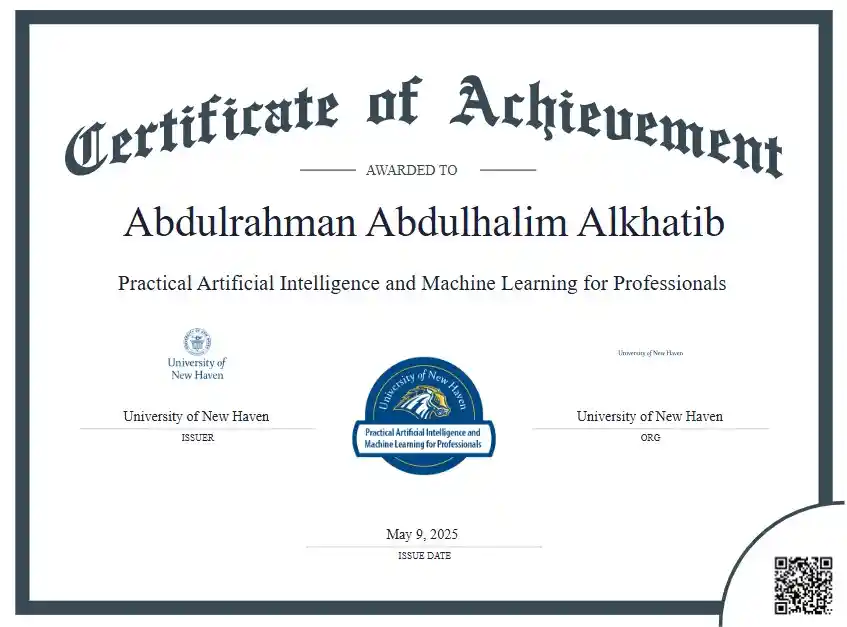 Certificate of Achievement
AWARDED TO
Abdulrahman Abdulhalim Alkhatib
Practical Artificial Intelligence and Machine Learning for Professionals
University of
New Haven
University of New Haven
ISSUER
University of New Haven
Practical Artificial Intelligence and
Machine Learning for Professionals
University of New Haven
University of New Haven
ORG
May 9, 2025
ISSUE DATE